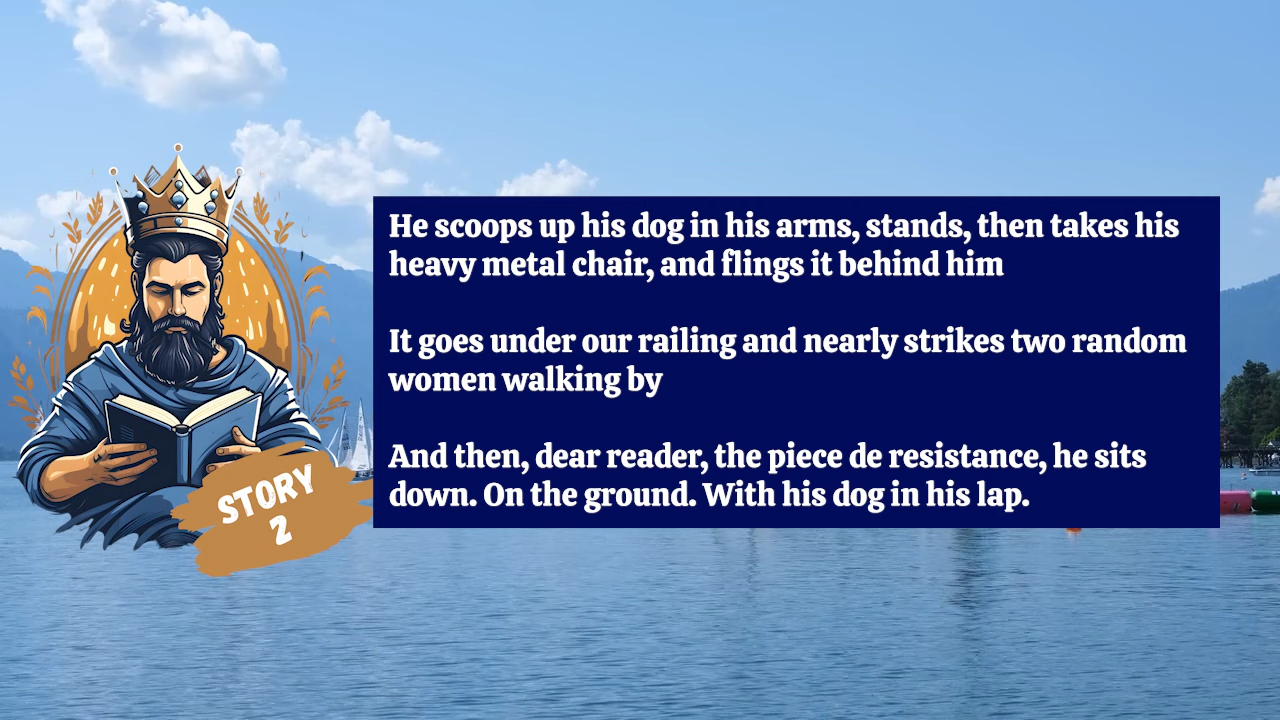 He scoops up his dog in his arms, stands, then takes his
heavy metal chair, and flings it behind him
It goes under our railing and nearly strikes two random
women walking by
And then, dear reader, the piece de resistance, he sits
down. On the ground. With his dog in his lap.
STORY
2